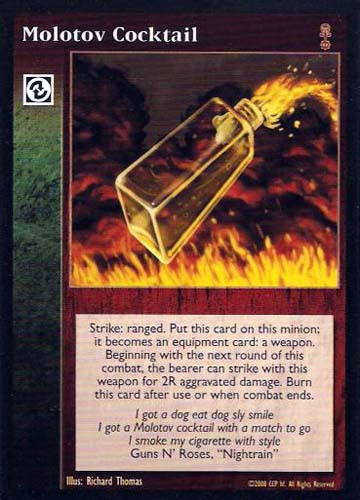 Molotov Cocktail
Strike: ranged. Put this card on this minion;
it becomes an equipment card: a weapon.
Beginning with the next round of this
combat, the bearer can strike with this
weapon for 2R aggravated damage. Burn
this card after use or when combat ends.
I got a dog eat dog sly smile
I got a Molotov cocktail with a match to go
I smoke my cigarette with style
Guns N' Roses, "Nightrain"
Illus: Richard Thomas
©2008 CCP hf. All Rights Reserved